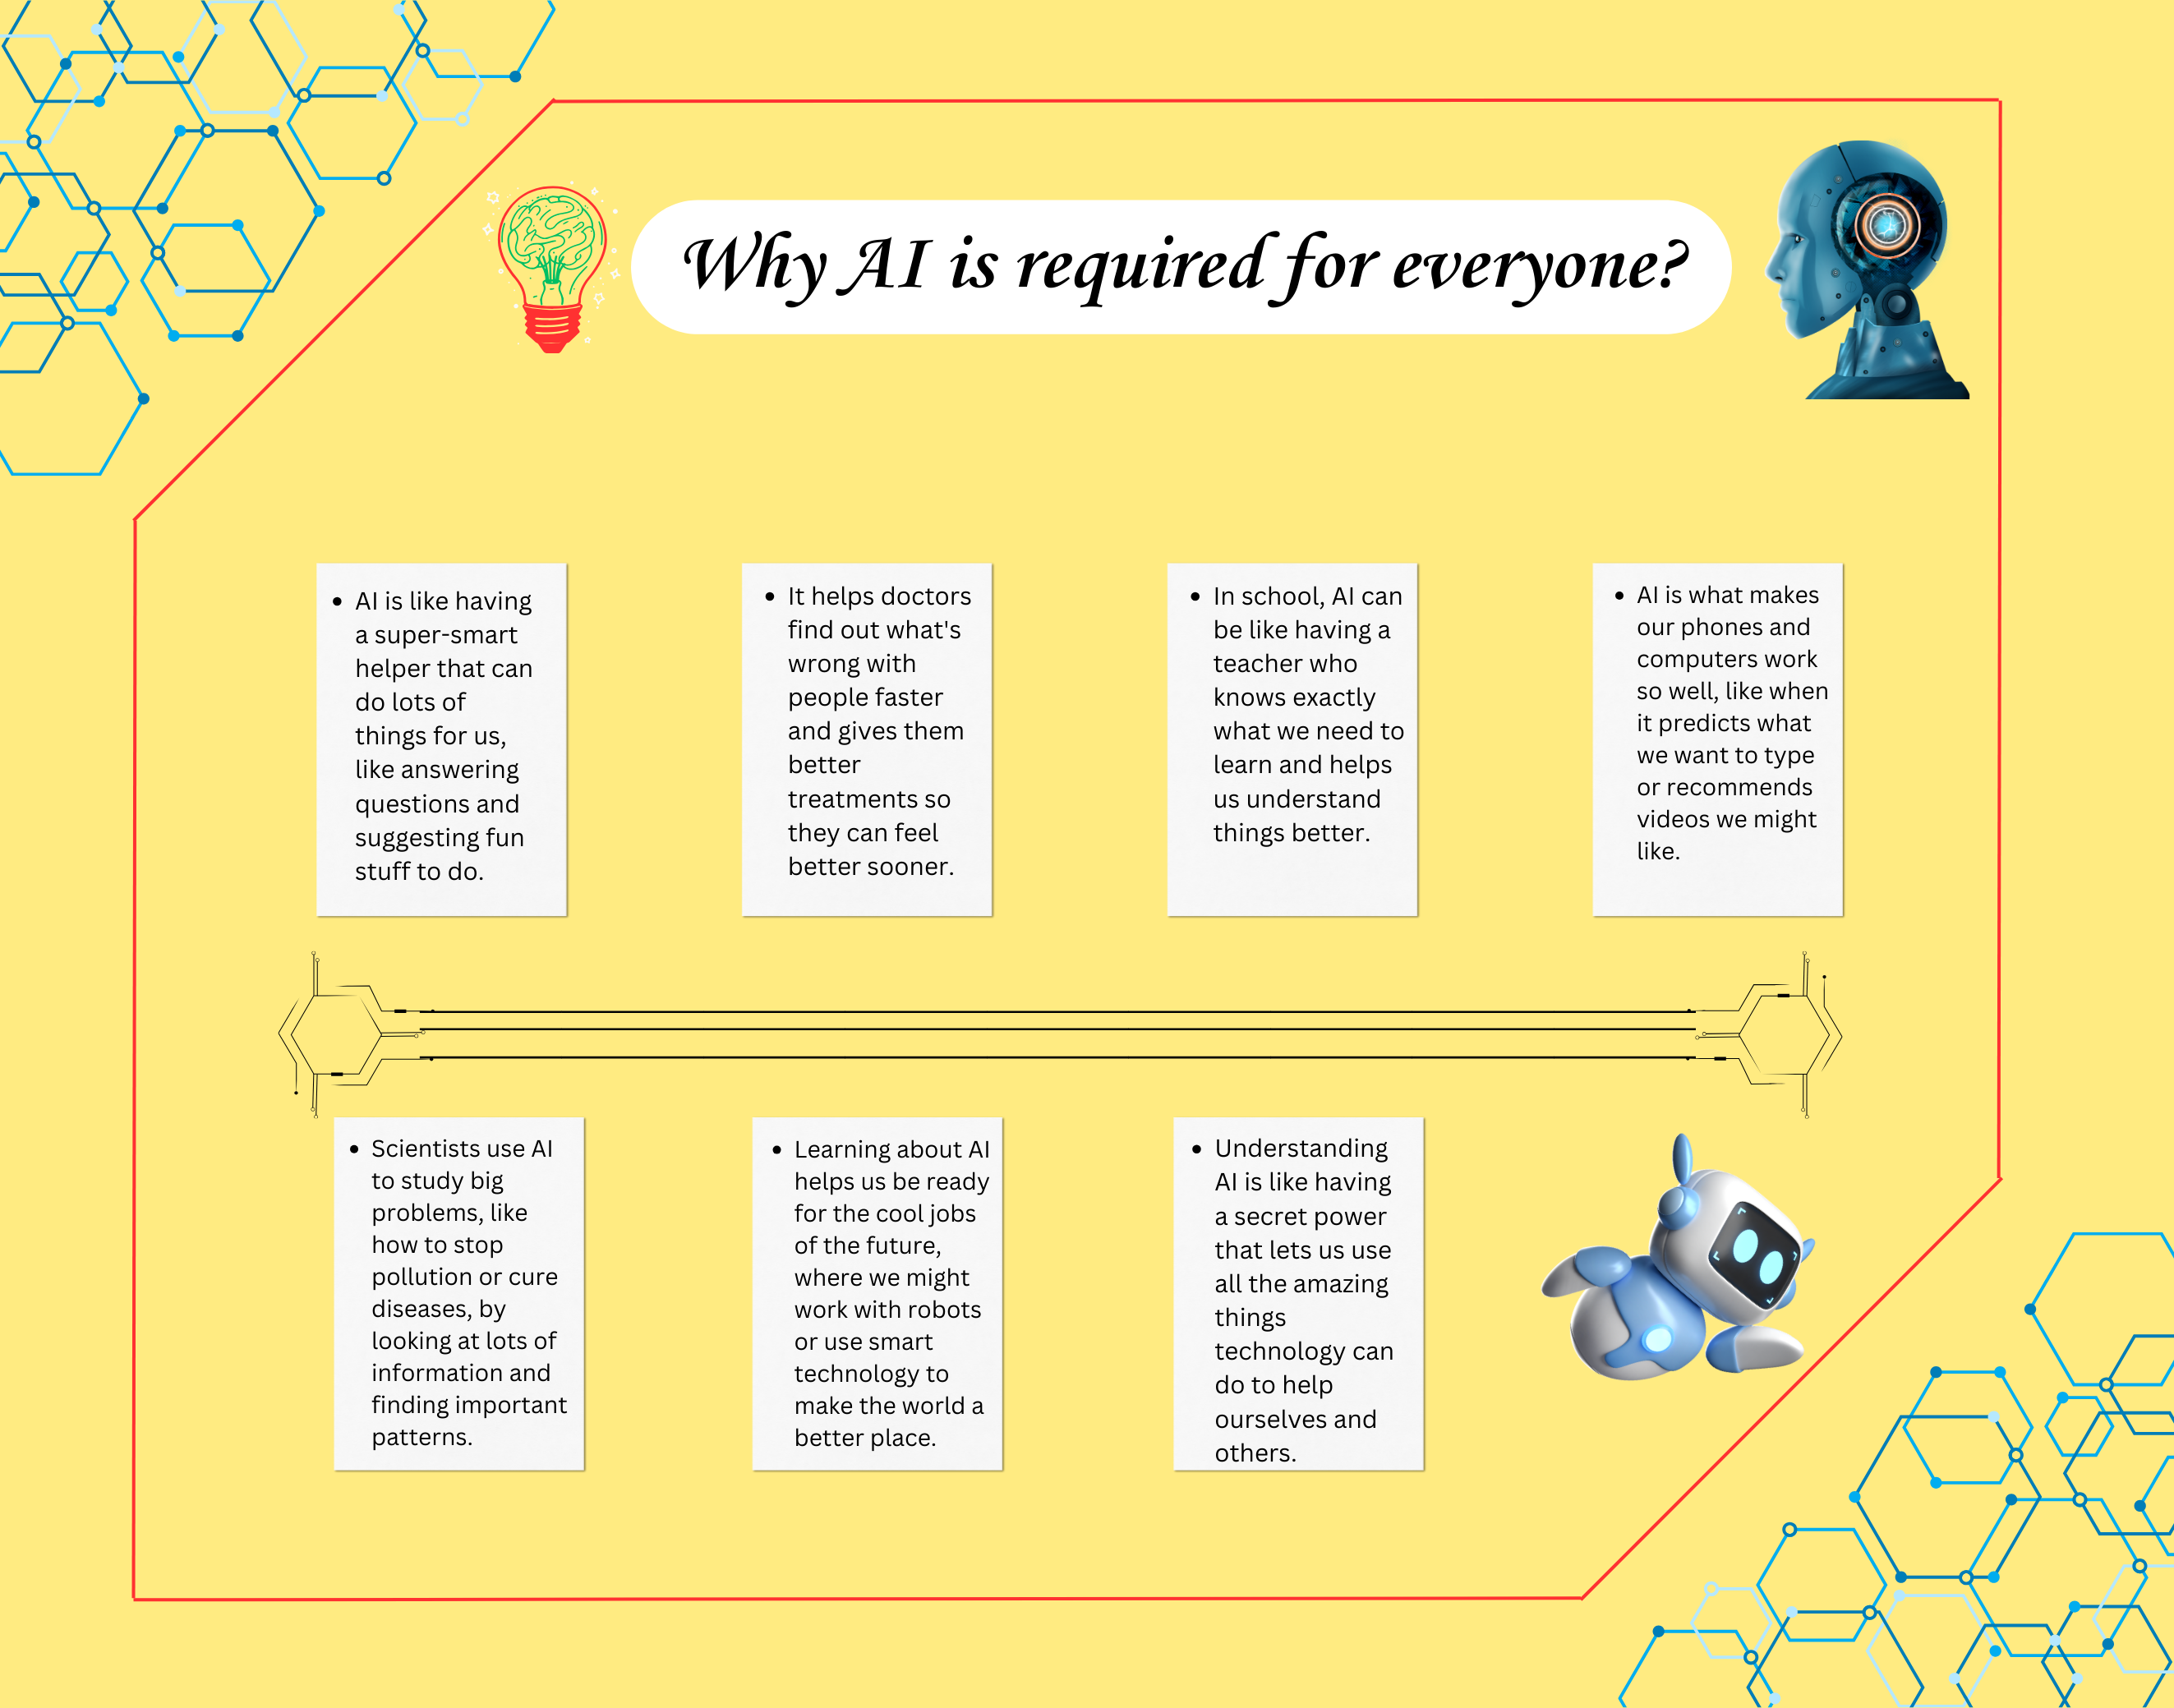 Why AI is required for everyone?
• AI is like having
a super-smart
helper that can
do lots of
things for us,
like answering
questions and
suggesting fun
stuff to do.
• It helps doctors
find out what's
wrong with
people faster
and gives them
better
treatments so
they can feel
better sooner.
• In school, AI can
be like having a
teacher who
knows exactly
what we need to
learn and helps
us understand
things better.
• AI is what makes
our phones and
computers work
so well, like when
it predicts what
we want to type
or recommends
videos we might
like.
• Scientists use AI
to study big
problems, like
how to stop
pollution or cure
diseases, by
looking at lots of
information and
finding important
patterns.
• Learning about AI
helps us be ready
for the cool jobs
of the future,
where we might
work with robots
or use smart
technology to
make the world a
better place.
• Understanding
AI is like having
a secret power
that lets us use
all the amazing
things
technology can
do to help
ourselves and
others.